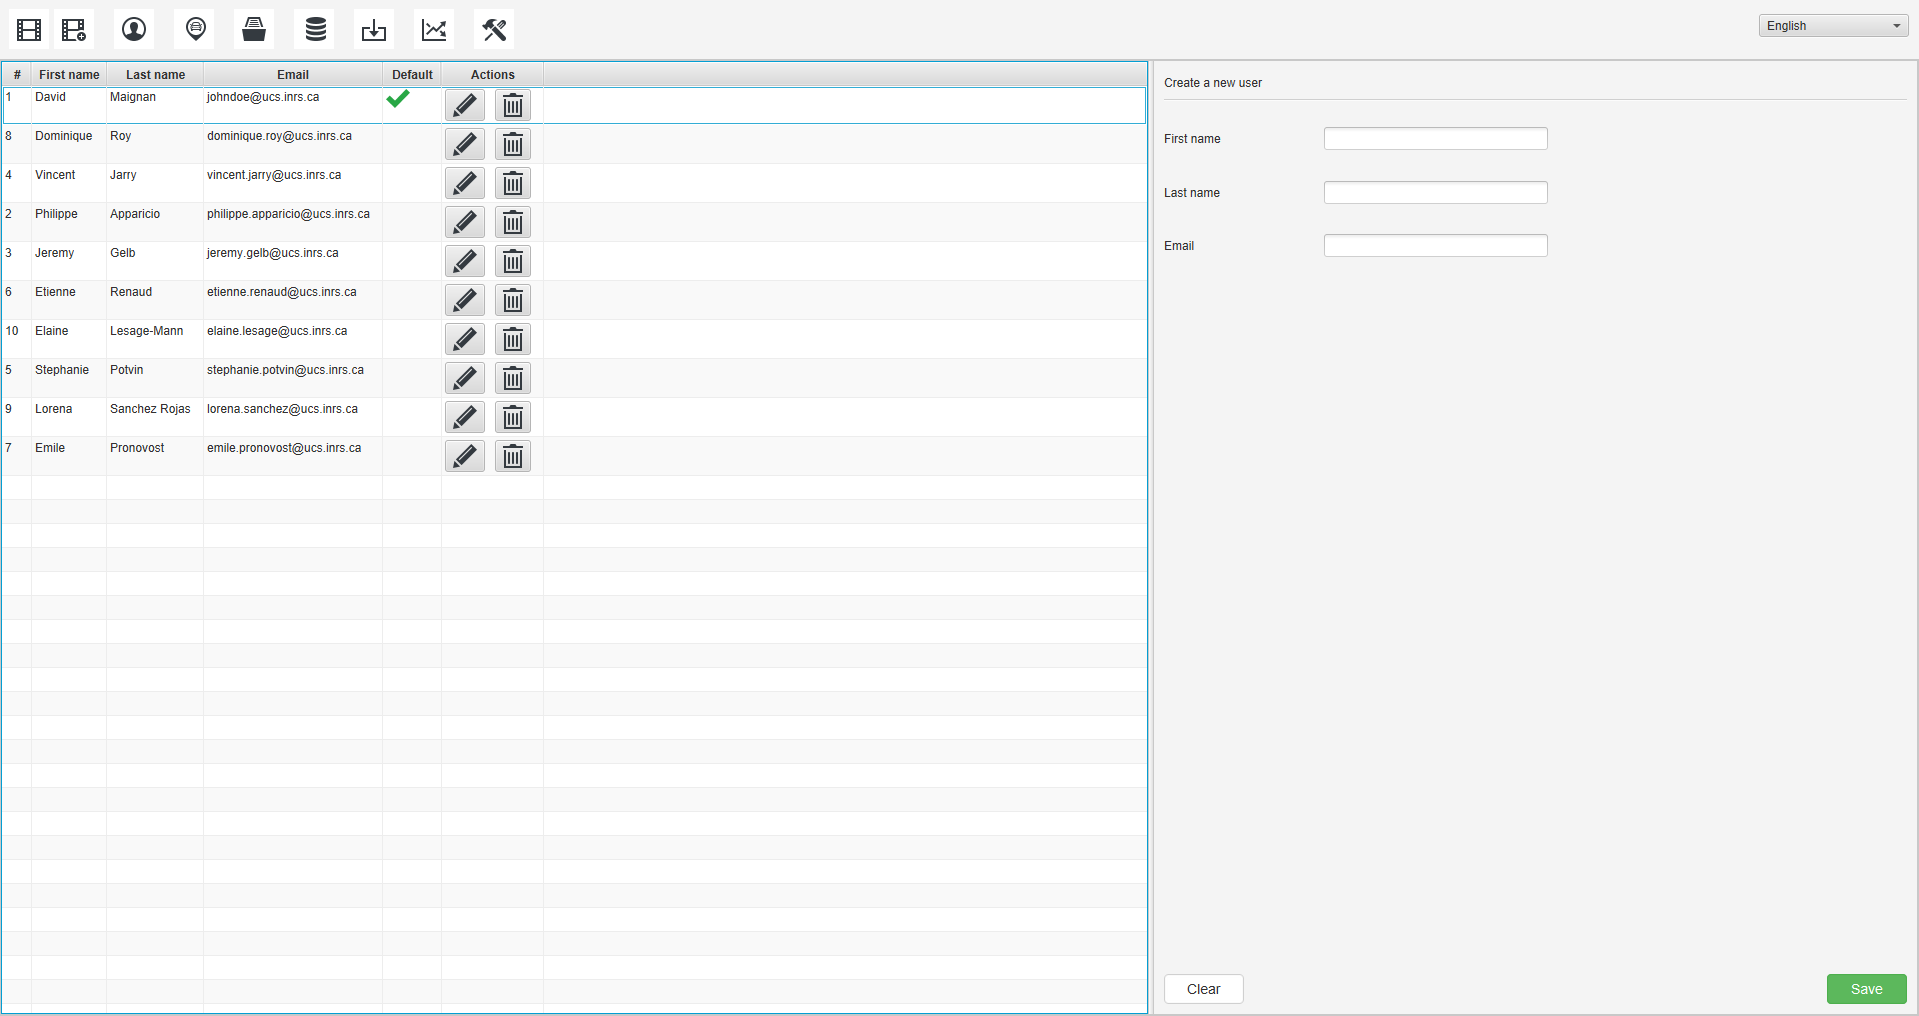 English
# First name Last name Email Default Actions
1 David Maignan johndoe@ucs.inrs.ca
8 Dominique Roy dominique.roy@ucs.inrs.ca
4 Vincent Jarry vincent.jarry@ucs.inrs.ca
2 Philippe Apparicio philippe.apparicio@ucs.inrs.ca
3 Jeremy Gelb jeremy.gelb@ucs.inrs.ca
6 Etienne Renaud etienne.renaud@ucs.inrs.ca
10 Elaine Lesage-Mann elaine.lesage@ucs.inrs.ca
5 Stephanie Potvin stephanie.potvin@ucs.inrs.ca
9 Lorena Sanchez Rojas lorena.sanchez@ucs.inrs.ca
7 Emile Pronovost emile.pronovost@ucs.inrs.ca
Create a new user
First name
Last name
Email
Clear
Save